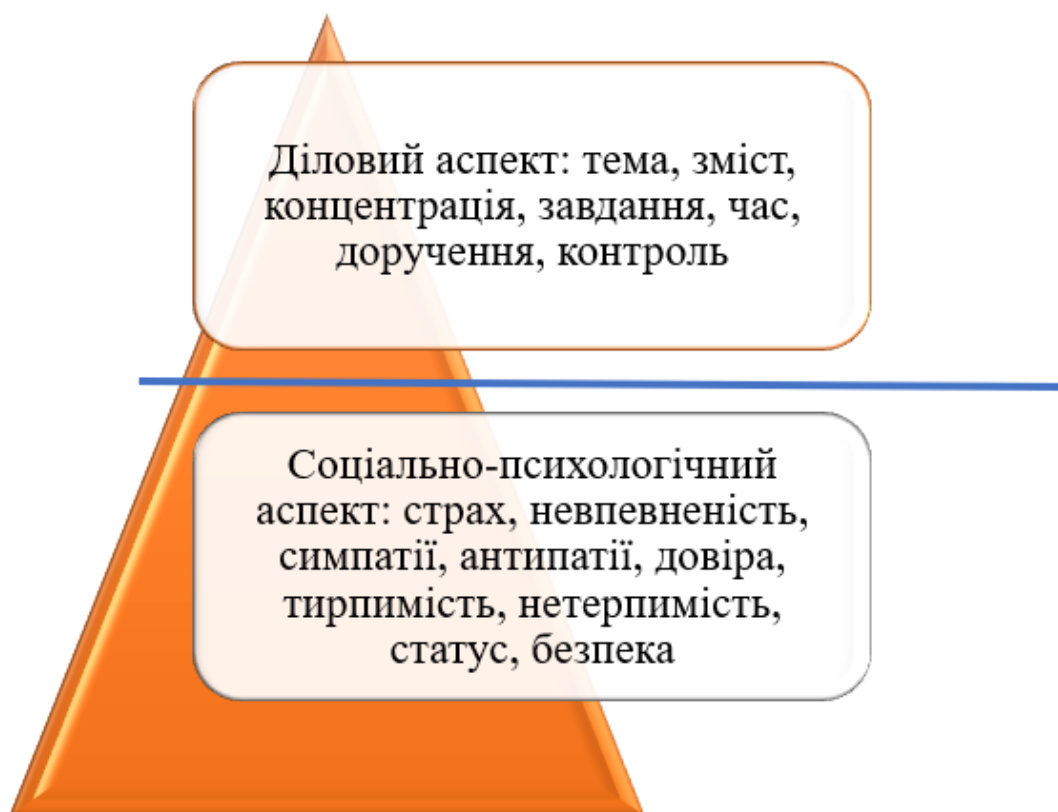 Діловий аспект: тема, зміст,
концентрація, завдання, час,
доручення, контроль
Соціально-психологічний
аспект: страх, невпевненість,
симпатії, антипатії, довіра,
тирпимість, нетерпимість,
статус, безпека